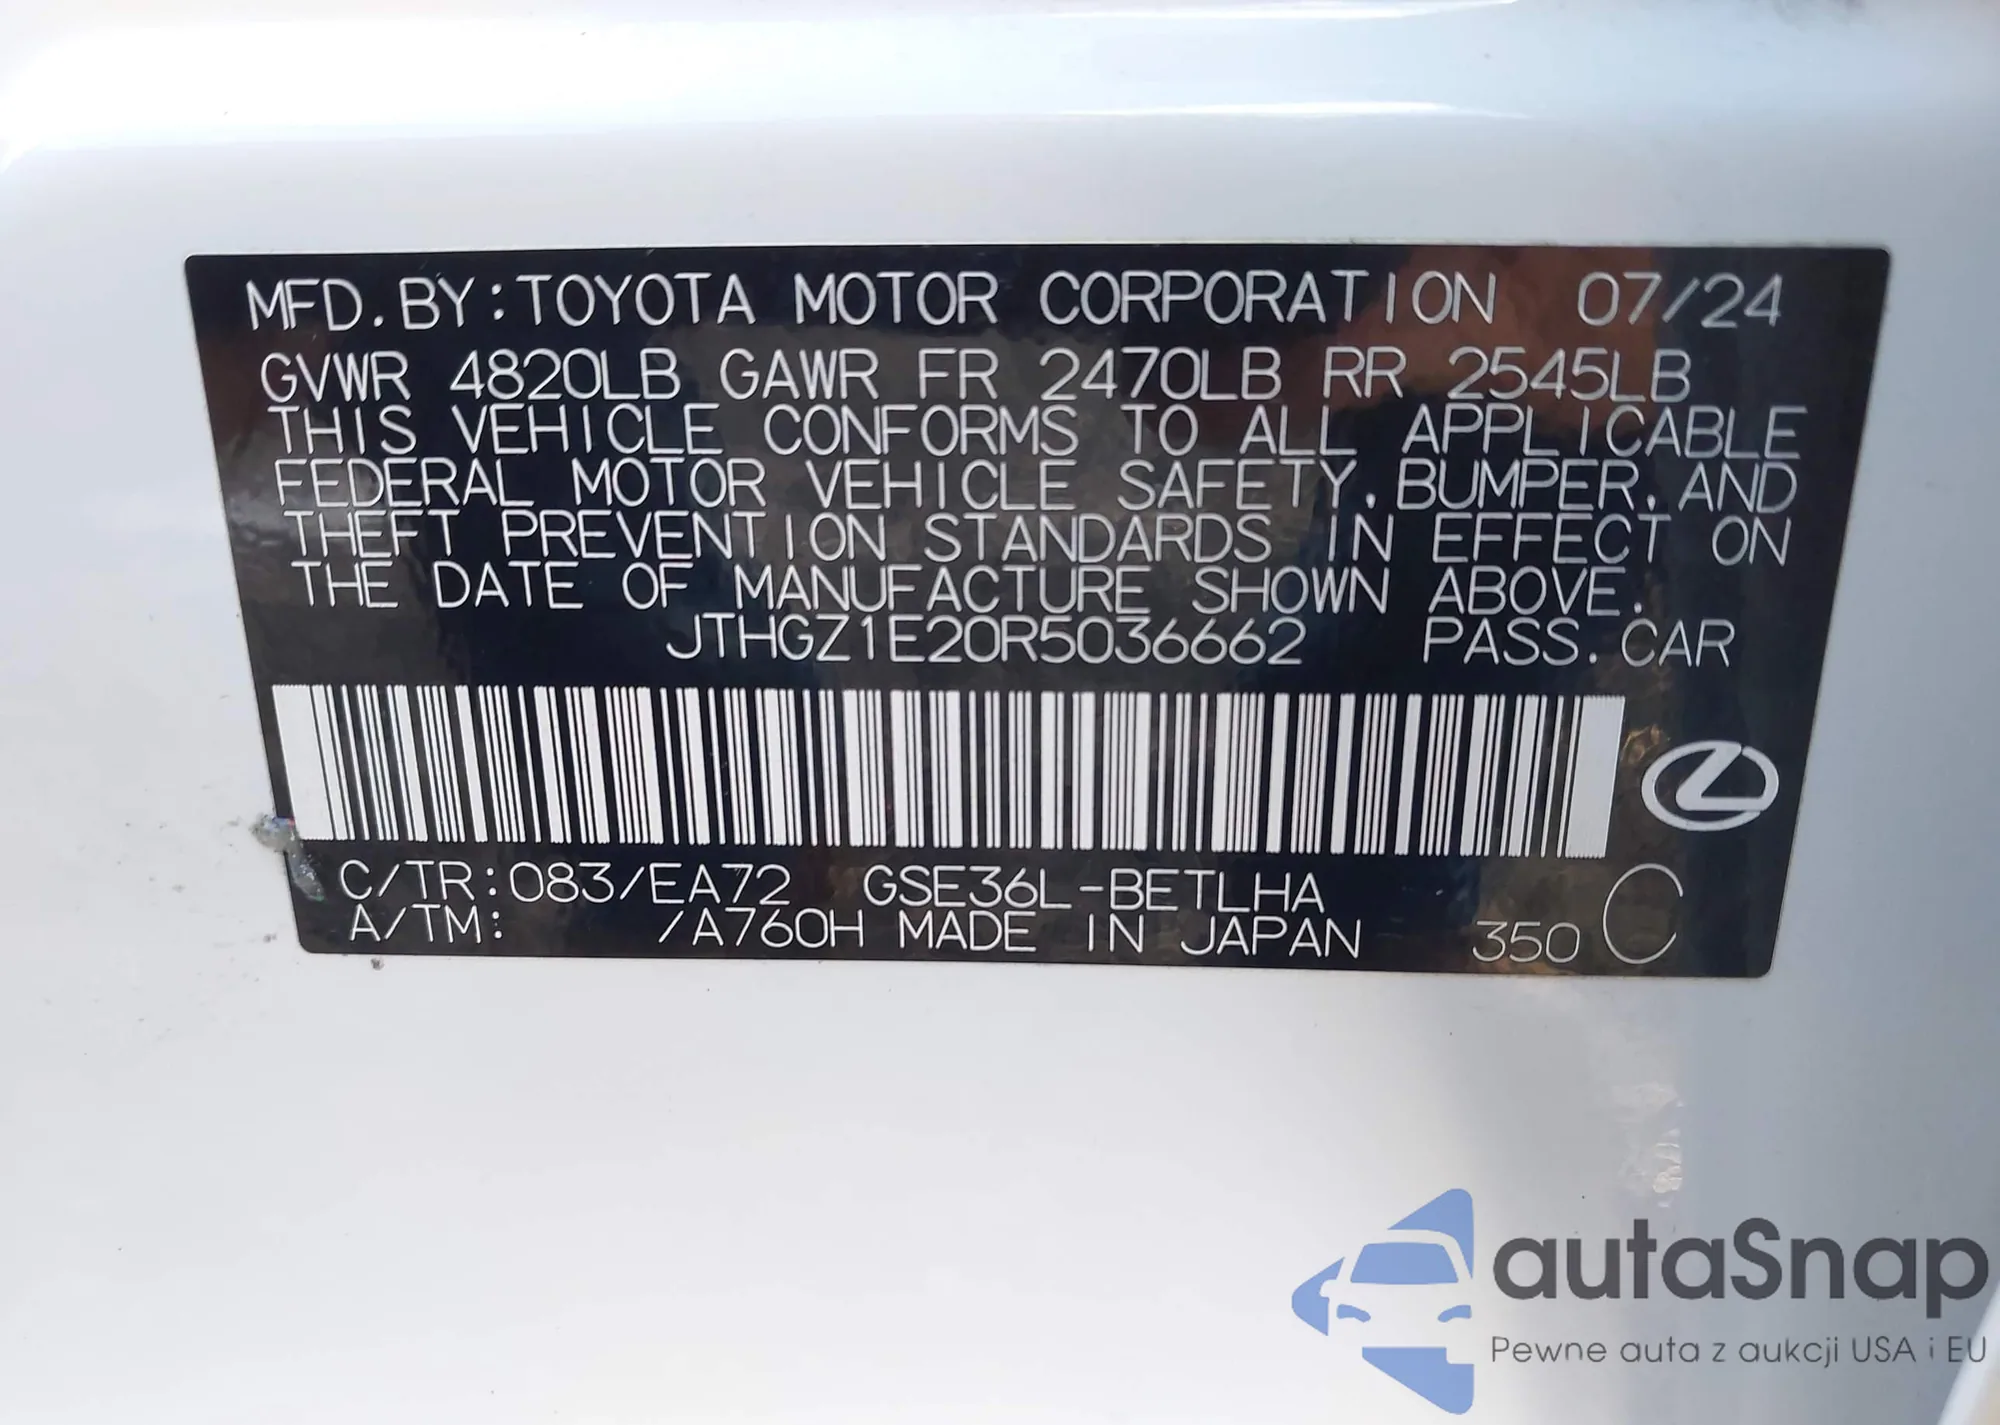 MFD. BY: TOYOTA MOTOR CORPORATION 07/24
GVWR 4820LB GAWR FR 2470LB RR 2545LB
THIS VEHICLE CONFORMS TO ALL APPLICABLE
FEDERAL MOTOR VEHICLE SAFETY, BUMPER, AND
THEFT PREVENTION STANDARDS IN EFFECT ON
THE DATE OF MANUFACTURE SHOWN ABOVE.
JTHGZ1E20R5036662 PASS. CAR
C/TR: 083/EA72 GSE36L-BETLHA
A/TM: /A760H MADE IN JAPAN 350 C
autaSnap
Pewne auta z aukcji USA i EU